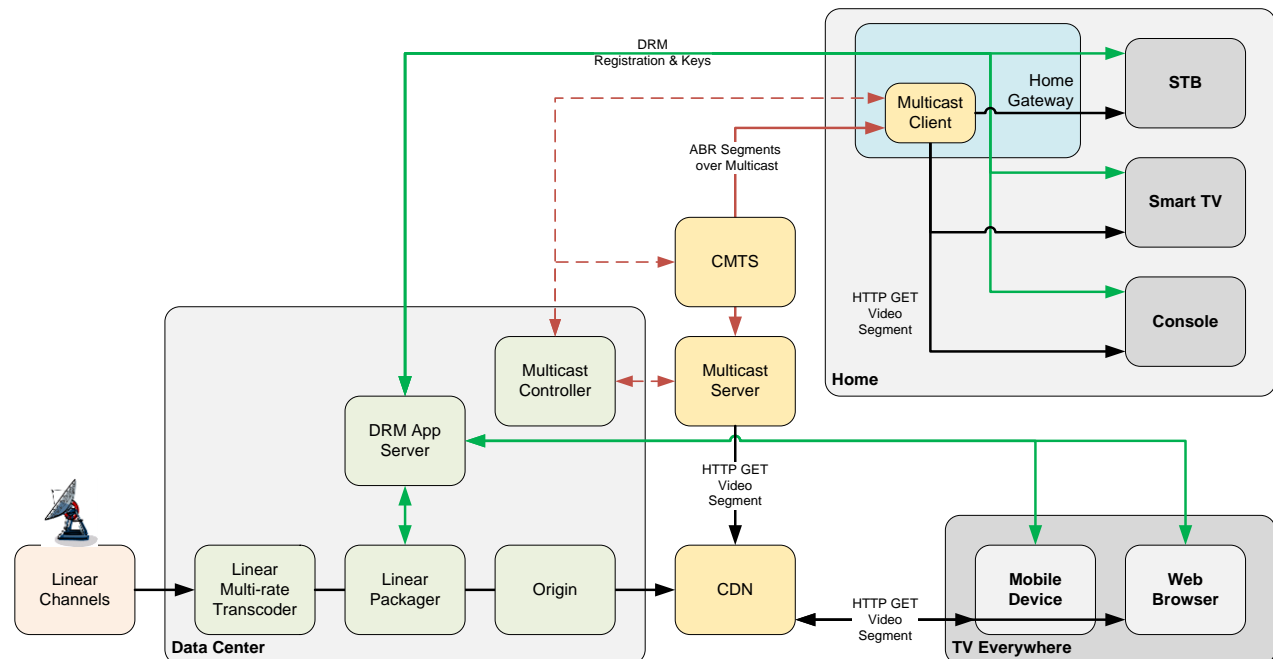 DRM
Registration & Keys
Home
Gateway
Multicast
Client
STB
ABR Segments
over Multicast
Smart TV
CMTS
HTTP GET
Video
Segment
Console
Home
Multicast
Controller
Multicast
Server
DRM App
Server
HTTP GET
Video
Segment
Linear
Channels
Linear
Multi-rate
Transcoder
Linear
Packager
Origin
CDN
HTTP GET
Video
Segment
Mobile
Device
Web
Browser
Data Center
TV Everywhere